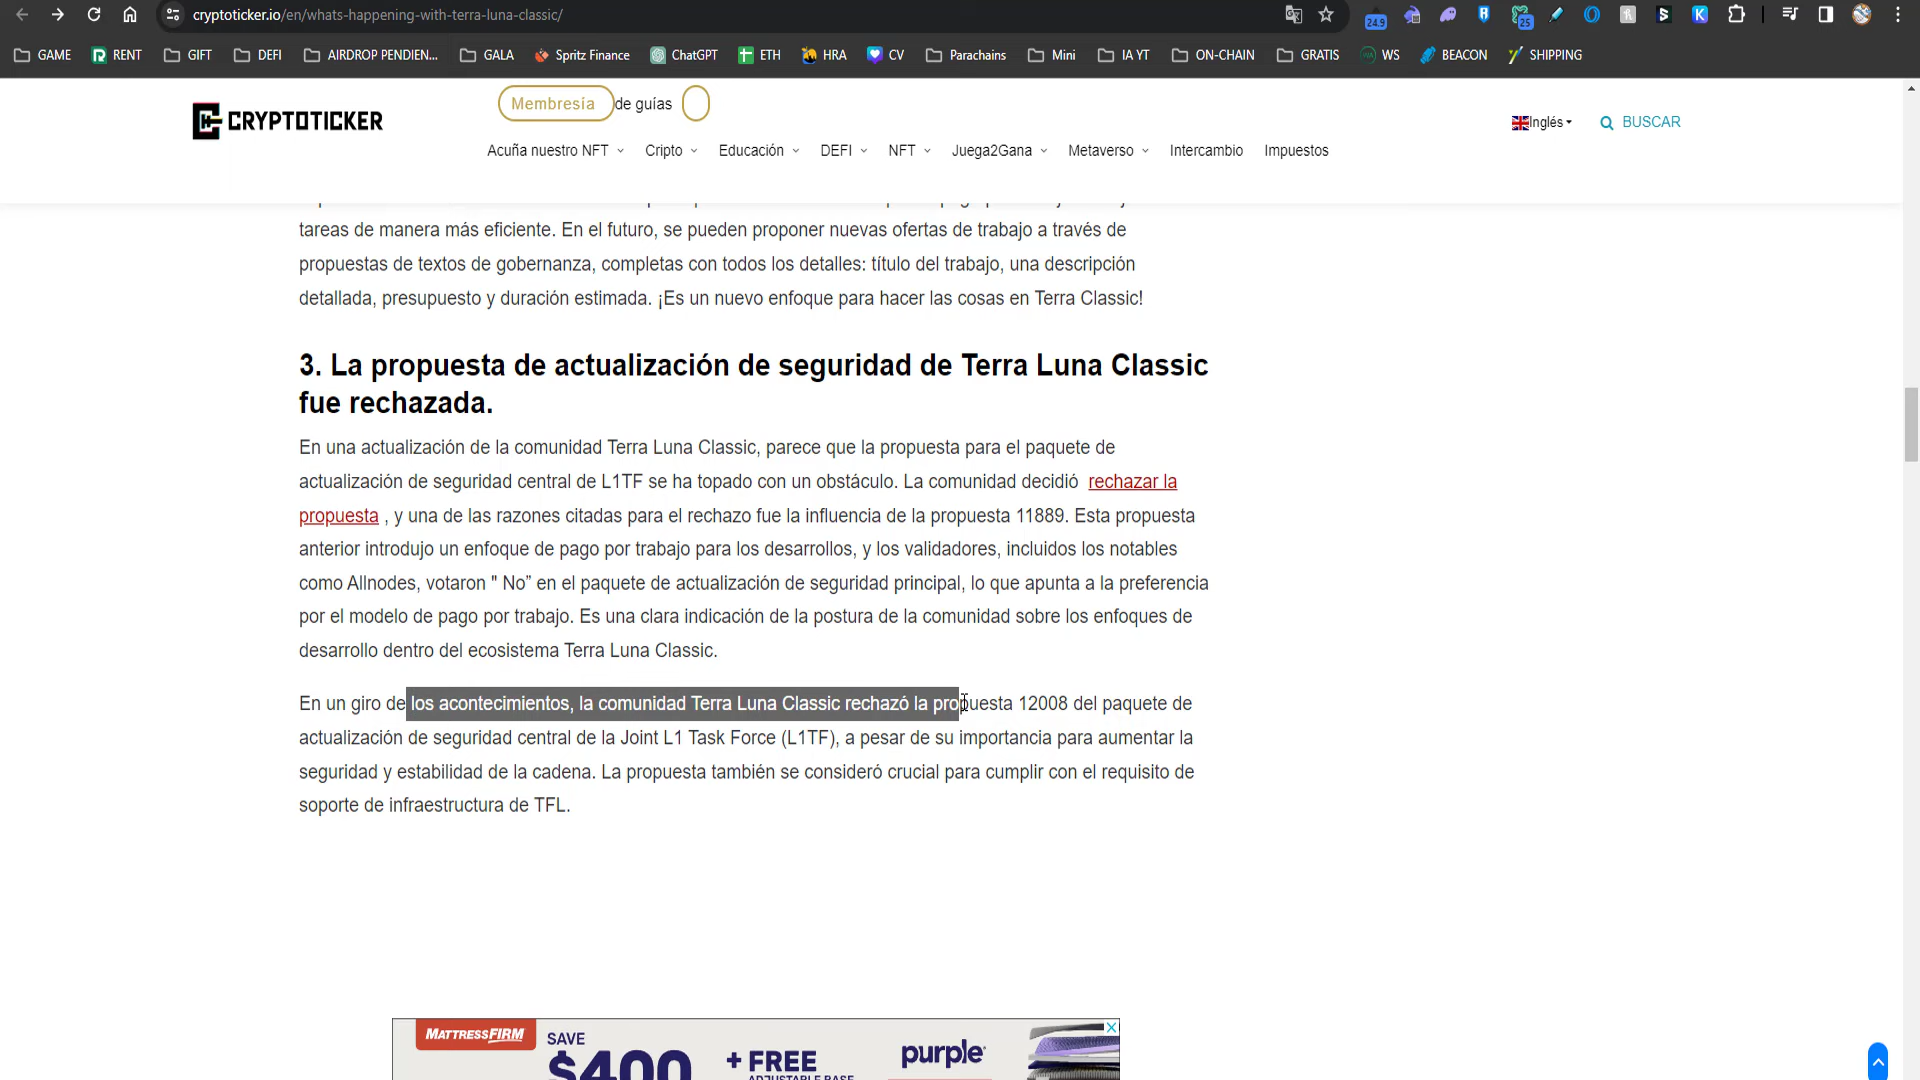 cryptoticker.io/en/whats-happening-with-terra-luna-classic/
24.9
25
GAME RENT GIFT DEFI AIRDROP PENDIEN... GALA Spritz Finance ChatGPT ETH HRA CV Parachains Mini IA YT ON-CHAIN GRATIS WS BEACON SHIPPING
CRYPTOTICKER
Membresía de guías
Inglés
BUSCAR
Acuña nuestro NFT Cripto Educación DEFI NFT Juega2Gana Metaverso Intercambio Impuestos
tareas de manera más eficiente. En el futuro, se pueden proponer nuevas ofertas de trabajo a través de
propuestas de textos de gobernanza, completas con todos los detalles: título del trabajo, una descripción
detallada, presupuesto y duración estimada. ¡Es un nuevo enfoque para hacer las cosas en Terra Classic!
3. La propuesta de actualización de seguridad de Terra Luna Classic
fue rechazada.
En una actualización de la comunidad Terra Luna Classic, parece que la propuesta para el paquete de
actualización de seguridad central de L1TF se ha topado con un obstáculo. La comunidad decidió rechazar la
propuesta , y una de las razones citadas para el rechazo fue la influencia de la propuesta 11889. Esta propuesta
anterior introdujo un enfoque de pago por trabajo para los desarrollos, y los validadores, incluidos los notables
como Allnodes, votaron " No” en el paquete de actualización de seguridad principal, lo que apunta a la preferencia
por el modelo de pago por trabajo. Es una clara indicación de la postura de la comunidad sobre los enfoques de
desarrollo dentro del ecosistema Terra Luna Classic.
En un giro de los acontecimientos, la comunidad Terra Luna Classic rechazó la propuesta 12008 del paquete de
actualización de seguridad central de la Joint L1 Task Force (L1TF), a pesar de su importancia para aumentar la
seguridad y estabilidad de la cadena. La propuesta también se consideró crucial para cumplir con el requisito de
soporte de infraestructura de TFL.
MATTRESSFIRM
SAVE
$400
+ FREE
ADJUSTABLE BASE
purple